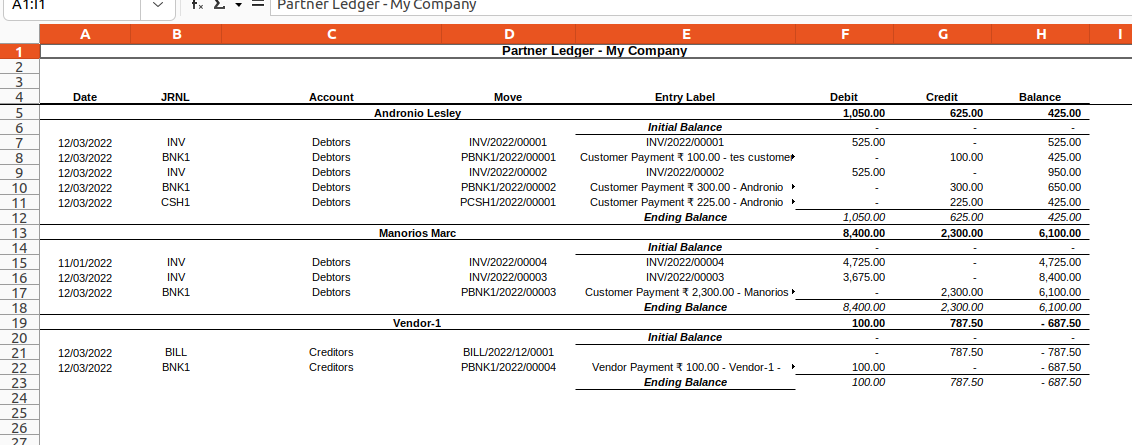 A1:I1 fx Σ = Partner Ledger - My Company
A B C D E F G H I
1 Partner Ledger - My Company
2
3
4 Date JRNL Account Move Entry Label Debit Credit Balance
5 Andronio Lesley 1,050.00 625.00 425.00
6 Initial Balance - - -
7 12/03/2022 INV Debtors INV/2022/00001 INV/2022/00001 525.00 - 525.00
8 12/03/2022 BNK1 Debtors PBNK1/2022/00001 Customer Payment ₹ 100.00 - tes customer - 100.00 425.00
9 12/03/2022 INV Debtors INV/2022/00002 INV/2022/00002 525.00 - 950.00
10 12/03/2022 BNK1 Debtors PBNK1/2022/00002 Customer Payment ₹ 300.00 - Andronio - 300.00 650.00
11 12/03/2022 CSH1 Debtors PCSH1/2022/00001 Customer Payment ₹ 225.00 - Andronio - 225.00 425.00
12 Ending Balance 1,050.00 625.00 425.00
13 Manorios Marc 8,400.00 2,300.00 6,100.00
14 Initial Balance - - -
15 11/01/2022 INV Debtors INV/2022/00004 INV/2022/00004 4,725.00 - 4,725.00
16 12/03/2022 INV Debtors INV/2022/00003 INV/2022/00003 3,675.00 - 8,400.00
17 12/03/2022 BNK1 Debtors PBNK1/2022/00003 Customer Payment ₹ 2,300.00 - Manorios - 2,300.00 6,100.00
18 Ending Balance 8,400.00 2,300.00 6,100.00
19 Vendor-1 100.00 787.50 - 687.50
20 Initial Balance - - -
21 12/03/2022 BILL Creditors BILL/2022/12/0001 - 787.50 - 787.50
22 12/03/2022 BNK1 Creditors PBNK1/2022/00004 Vendor Payment ₹ 100.00 - Vendor-1 - 100.00 - - 687.50
23 Ending Balance 100.00 787.50 - 687.50
24
25
26
27